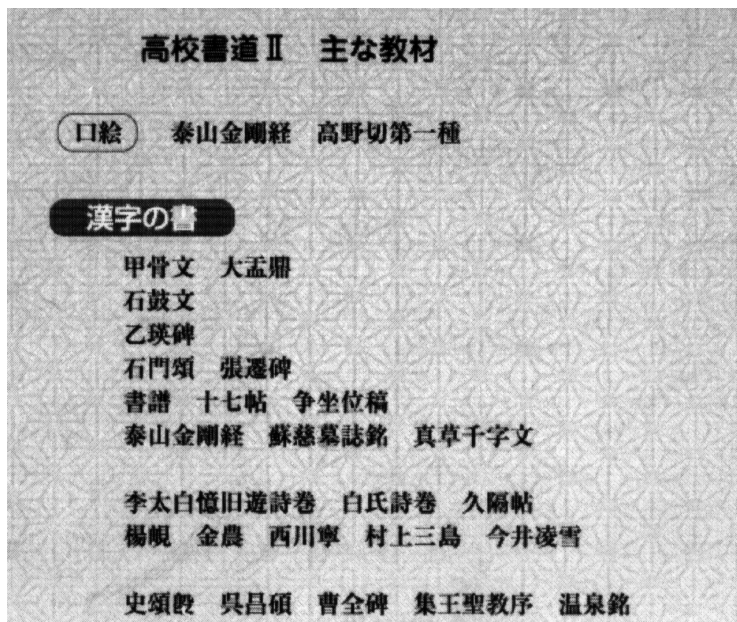 高校書道Ⅱ 主な教材
口絵 泰山金剛経 高野切第一種
漢字の書
甲骨文 大盂鼎
石鼓文
乙瑛碑
石門頌 張遷碑
書譜 十七帖 争坐位稿
泰山金剛経 蘇慈墓誌銘 真草千字文
李太白憶旧遊詩巻 白氏詩巻 久隔帖
楊峴 金農 西川寧 村上三島 今井凌雪
史頌𣪘 呉昌碩 曹全碑 集王聖教序 温泉銘